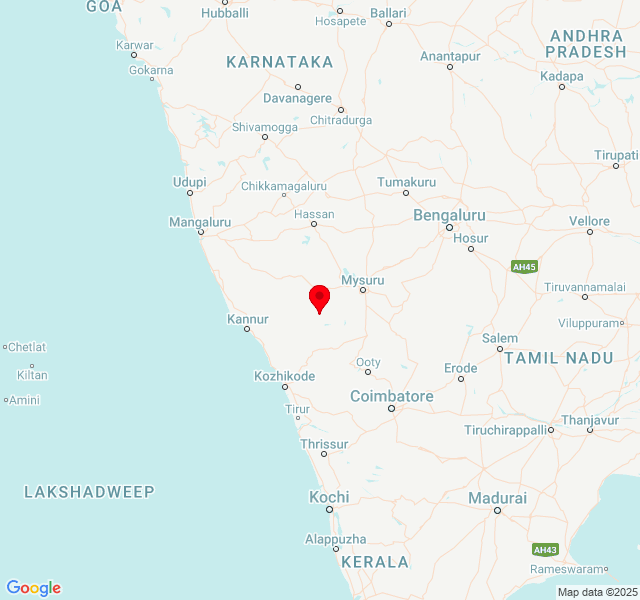 GOA
Hubballi
Hosapete
Ballari
Karwar
ANDHRA
PRADESH
Gokarna
KARNATAKA
Anantapur
Kadapa
Davanagere
Chitradurga
Shivamogga
Tirupati
Udupi
Chikkamagaluru
Tumakuru
Mangaluru
Hassan
Bengaluru
Vellore
Hosur
AH45
Mysuru
Tiruvannamalai
Kannur
Viluppuram
Chetlat
Salem
Kiltan
Ooty
Erode
TAMIL NADU
Kozhikode
Amini
Coimbatore
Tirur
Tiruchirappalli
Thanjavur
Thrissur
LAKSHADWEEP
Kochi
Madurai
Alappuzha
AH43
KERALA
Rameswaram
Google
Map data ©2025